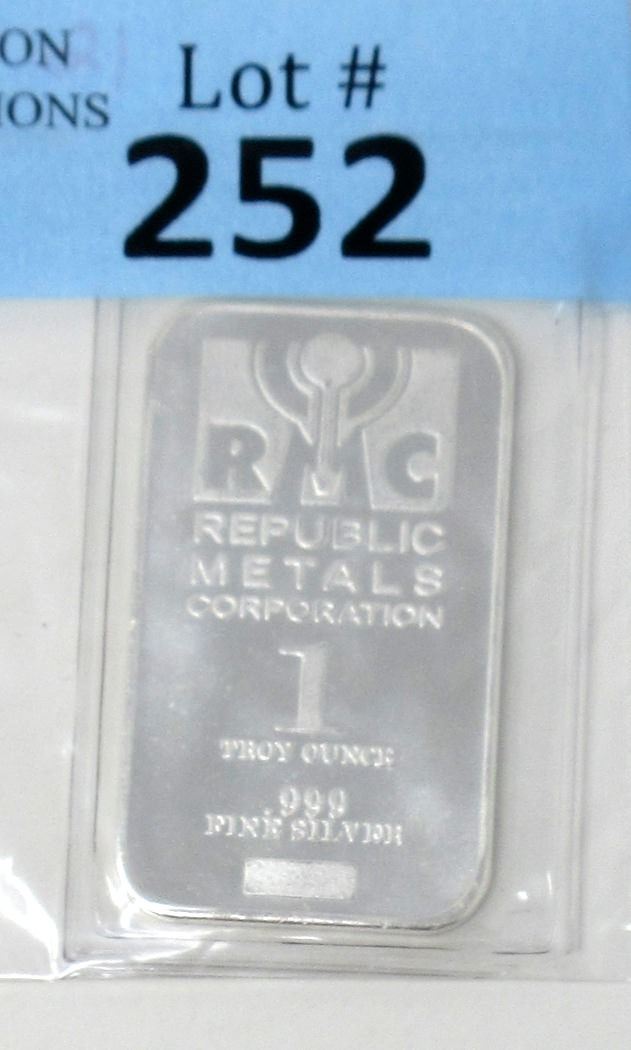 ON
IONS
Lot #
252
RMC
REPUBLIC
METALS
CORPORATION
1
TROY OUNCE
.999
FINE SILVER